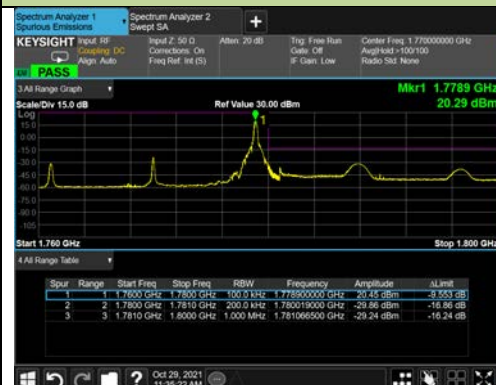 Spectrum Analyzer 1
Spurious Emissions
Spectrum Analyzer 2
Swept SA
KEYSIGHT
Input: RF
Coupling: DC
Align: Auto
Input Z: 50 Ω
Corrections: On
Freq Ref: Int (S)
Atten: 20 dB
Trig: Free Run
Gate: Off
IF Gain: Low
Center Freq: 1.770000000 GHz
Avg|Hold >100/100
Radio Std: None
PASS
3 All Range Graph
Mkr1 1.7789 GHz
Scale/Div 15.0 dB
Ref Value 30.00 dBm
20.29 dBm
Log
1
15.0
0.00
-15.0
-30.0
-45.0
-60.0
-75.0
-90.0
-105
Start 1.760 GHz
Stop 1.800 GHz
4 All Range Table
Spur Range Start Freq Stop Freq RBW Frequency Amplitude ΔLimit
1 1 1.7600 GHz 1.7800 GHz 100.0 kHz 1.778900000 GHz 20.45 dBm -9.553 dB
2 2 1.7800 GHz 1.7810 GHz 200.0 kHz 1.780019000 GHz -29.86 dBm -16.86 dB
3 3 1.7810 GHz 1.8000 GHz 1.000 MHz 1.781066500 GHz -29.24 dBm -16.24 dB
Oct 29, 2021
11:35:22 AM